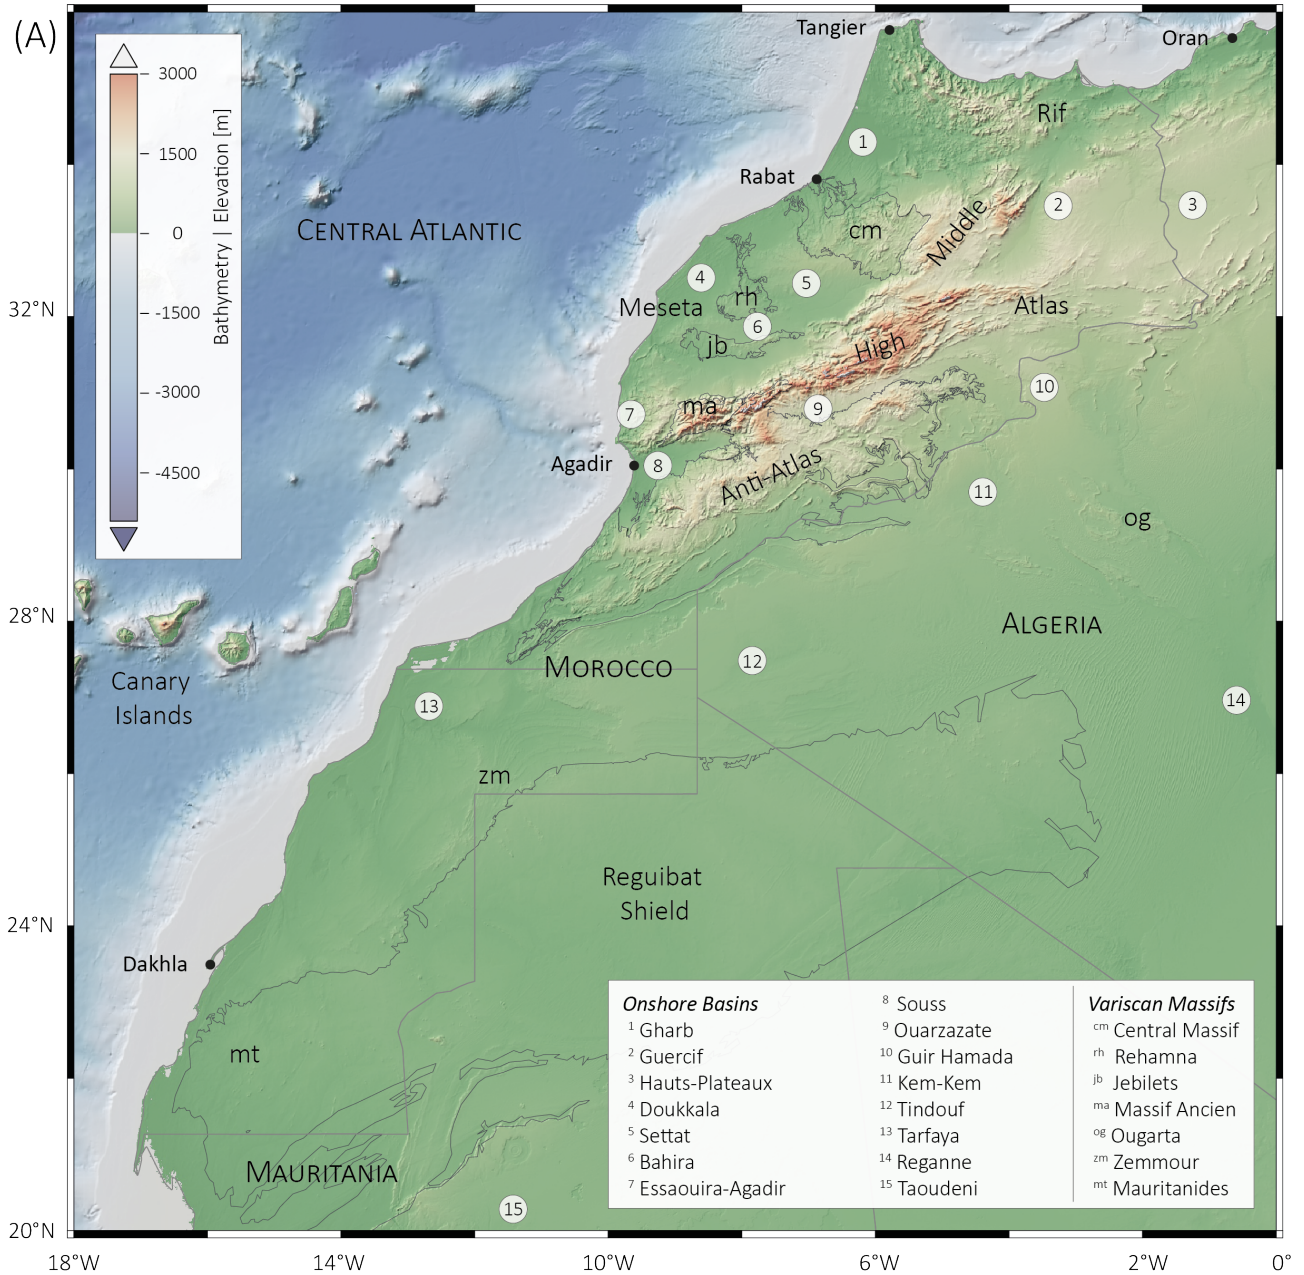 (A)
Tangier
Oran
3000
1500
0
-1500
-3000
-4500
Bathymetry | Elevation [m]
Rif
1
Rabat
CENTRAL ATLANTIC
cm
Middle
2
3
4
5
Meseta
rh
6
jb
Atlas
High
32°N
10
ma
9
7
Agadir
8
Anti-Atlas
11
og
28°N
ALGERIA
MOROCCO
12
Canary
Islands
13
14
zm
Reguibat
Shield
24°N
Dakhla
mt
MAURITANIA
15
20°N
Onshore Basins
1 Gharb
2 Guercif
3 Hauts-Plateaux
4 Doukkala
5 Settat
6 Bahira
7 Essaouira-Agadir
8 Souss
9 Ouarzazate
10 Guir Hamada
11 Kem-Kem
12 Tindouf
13 Tarfaya
14 Reganne
15 Taoudeni
Variscan Massifs
cm Central Massif
rh Rehamna
jb Jebilets
ma Massif Ancien
og Ougarta
zm Zemmour
mt Mauritanides
18°W
14°W
10°W
6°W
2°W
0°